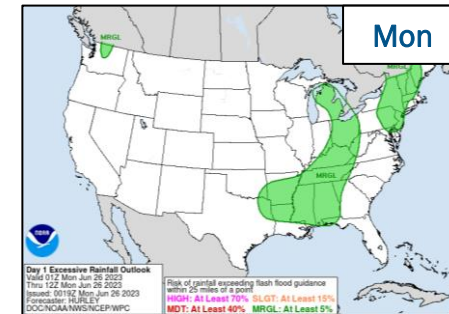 Mon
MRGL
MRGL
MRGL
NOAA
Day 1 Excessive Rainfall Outlook
Valid 01Z Mon Jun 26 2023
Thru 12Z Mon Jun 26 2023
Issued: 0019Z Mon Jun 26 2023
Forecaster: HURLEY
DOC/NOAA/NWS/NCEP/WPC
Risk of rainfall exceeding flash flood guidance
within 25 miles of a point
HIGH: At Least 70% SLGT: At Least 15%
MDT: At Least 40% MRGL: At Least 5%